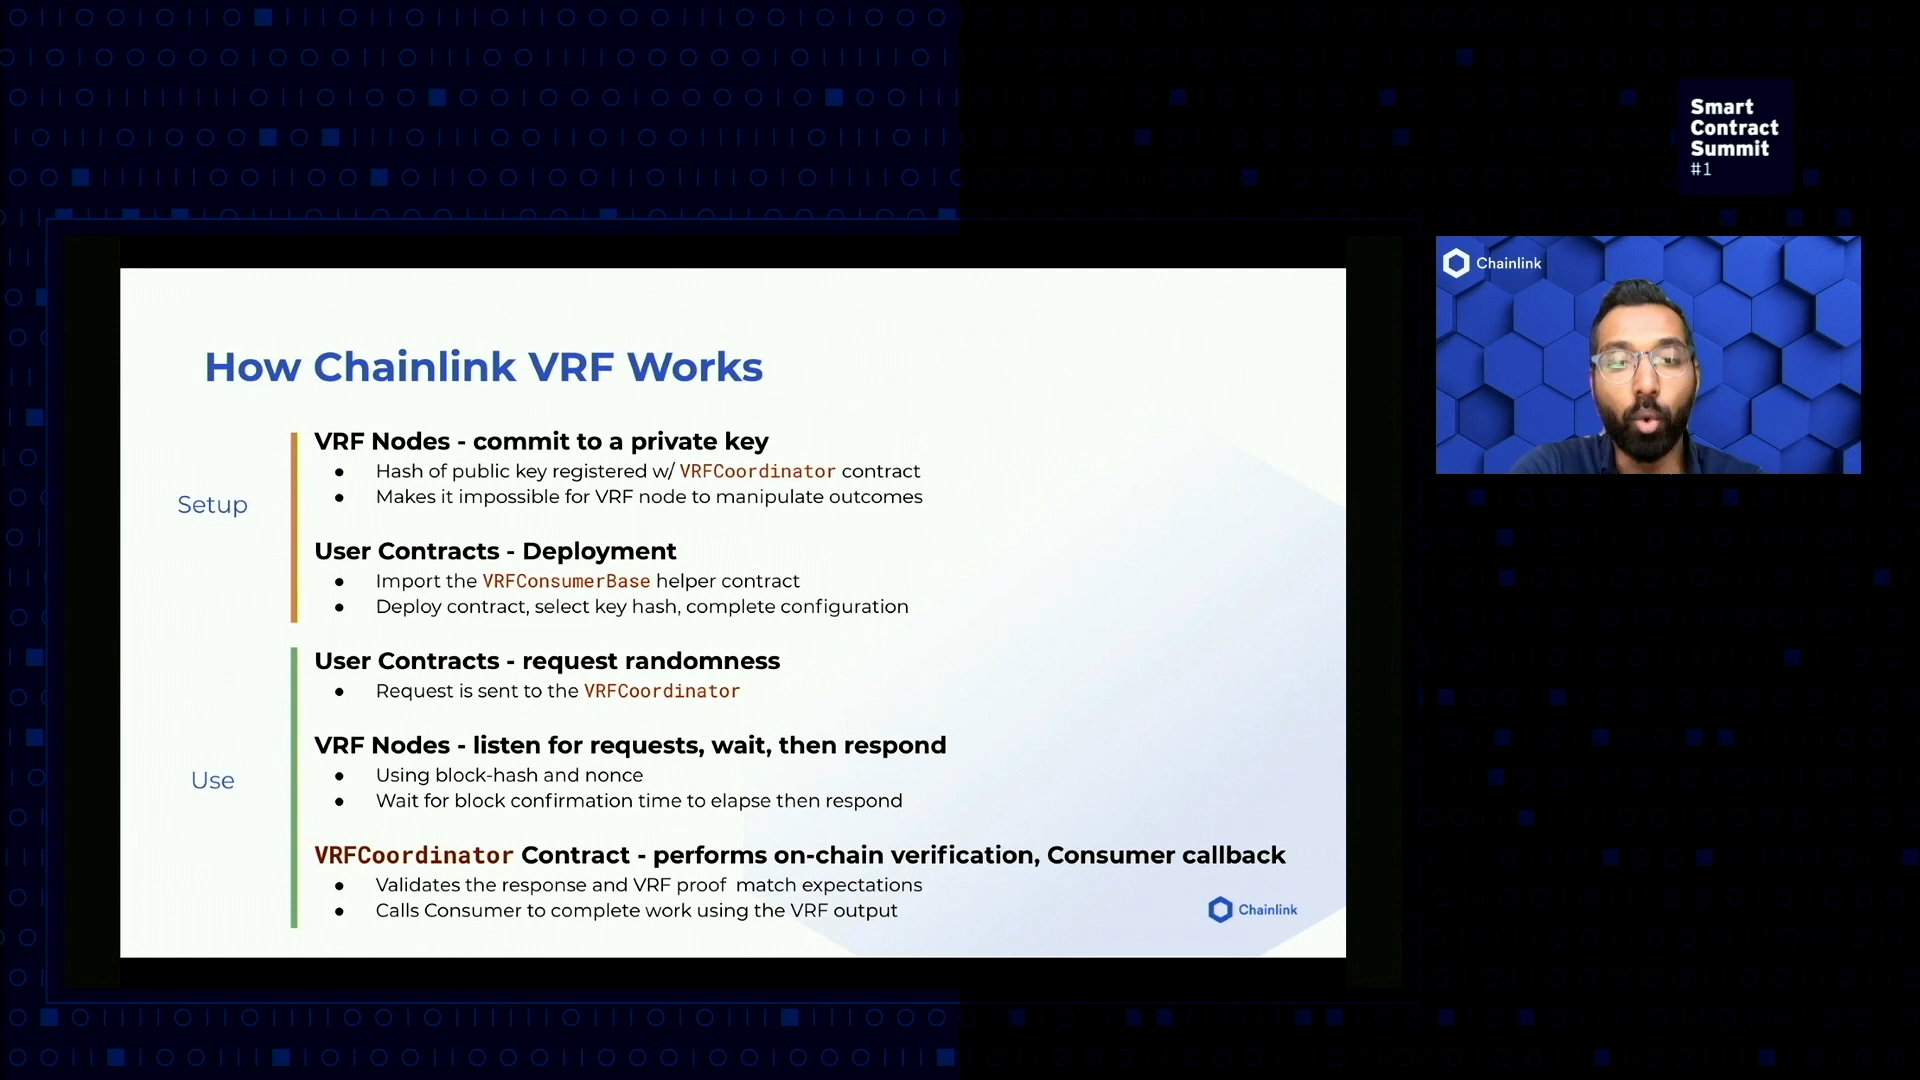 Smart
Contract
Summit
#1
Chainlink
How Chainlink VRF Works
Setup
VRF Nodes - commit to a private key
● Hash of public key registered w/ VRFCoordinator contract
● Makes it impossible for VRF node to manipulate outcomes
User Contracts - Deployment
● Import the VRFConsumerBase helper contract
● Deploy contract, select key hash, complete configuration
Use
User Contracts - request randomness
● Request is sent to the VRFCoordinator
VRF Nodes - listen for requests, wait, then respond
● Using block-hash and nonce
● Wait for block confirmation time to elapse then respond
VRFCoordinator Contract - performs on-chain verification, Consumer callback
● Validates the response and VRF proof match expectations
● Calls Consumer to complete work using the VRF output
Chainlink